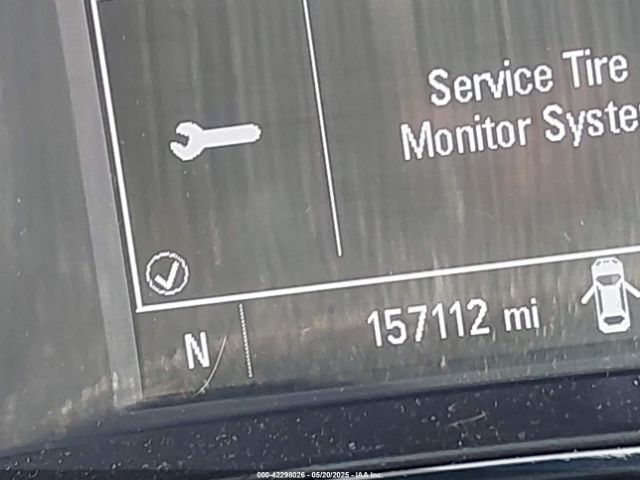 Service Tire
Monitor Syste
N
157112 mi
000-42298026 - 05/20/2025 - IAA Inc.